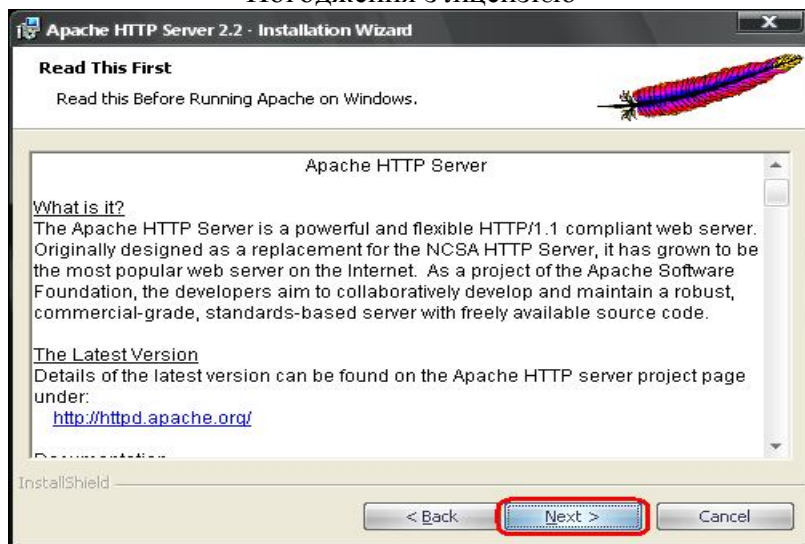 Погодження з ліцензією
Apache HTTP Server 2.2 - Installation Wizard
Read This First
Read this Before Running Apache on Windows.
Apache HTTP Server
What is it?
The Apache HTTP Server is a powerful and flexible HTTP/1.1 compliant web server.
Originally designed as a replacement for the NCSA HTTP Server, it has grown to be
the most popular web server on the Internet. As a project of the Apache Software
Foundation, the developers aim to collaboratively develop and maintain a robust,
commercial-grade, standards-based server with freely available source code.
The Latest Version
Details of the latest version can be found on the Apache HTTP server project page
under:
http://httpd.apache.org/
Documentation
InstallShield
< Back
Next >
Cancel